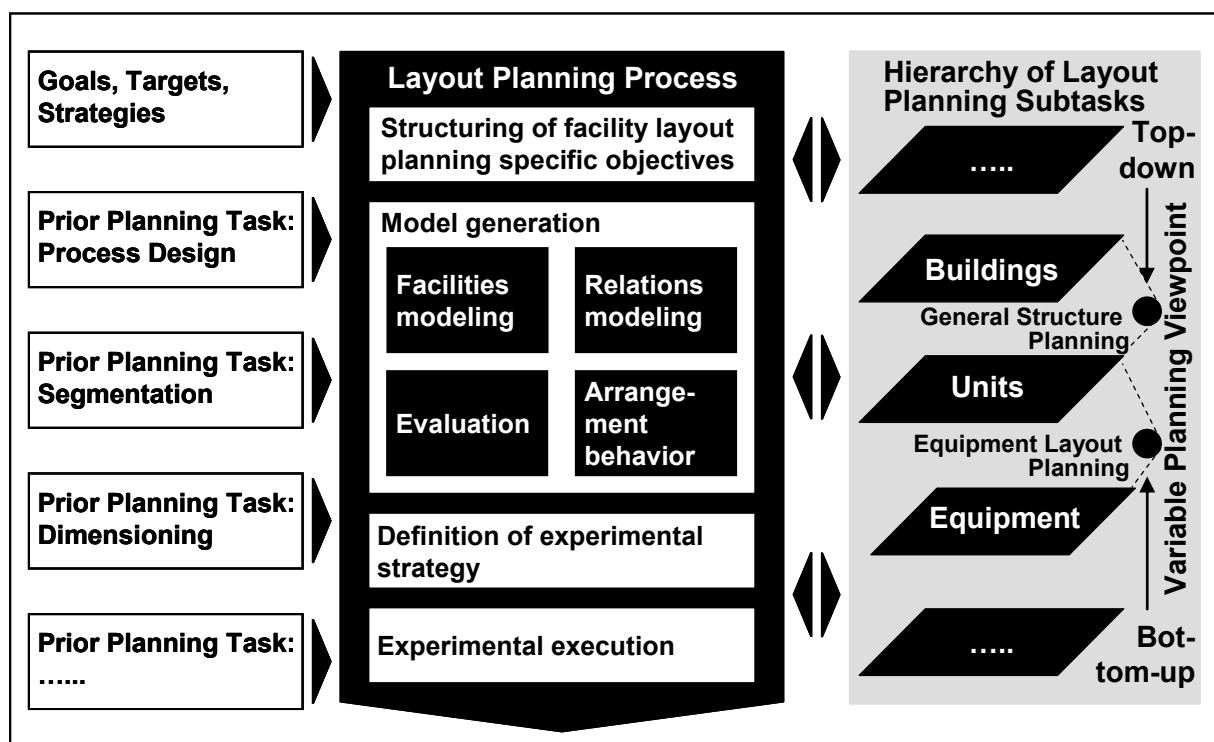 Goals, Targets,
Strategies
Prior Planning Task:
Process Design
Prior Planning Task:
Segmentation
Prior Planning Task:
Dimensioning
Prior Planning Task:
…...
Layout Planning Process
Structuring of facility layout
planning specific objectives
Model generation
Facilities
modeling
Relations
modeling
Evaluation
Arrange-
ment
behavior
Definition of experimental
strategy
Experimental execution
Hierarchy of Layout
Planning Subtasks
Top-
down
…..
Buildings
General Structure
Planning
Units
Equipment Layout
Planning
Equipment
…..
Bot-
tom-up
Variable Planning Viewpoint